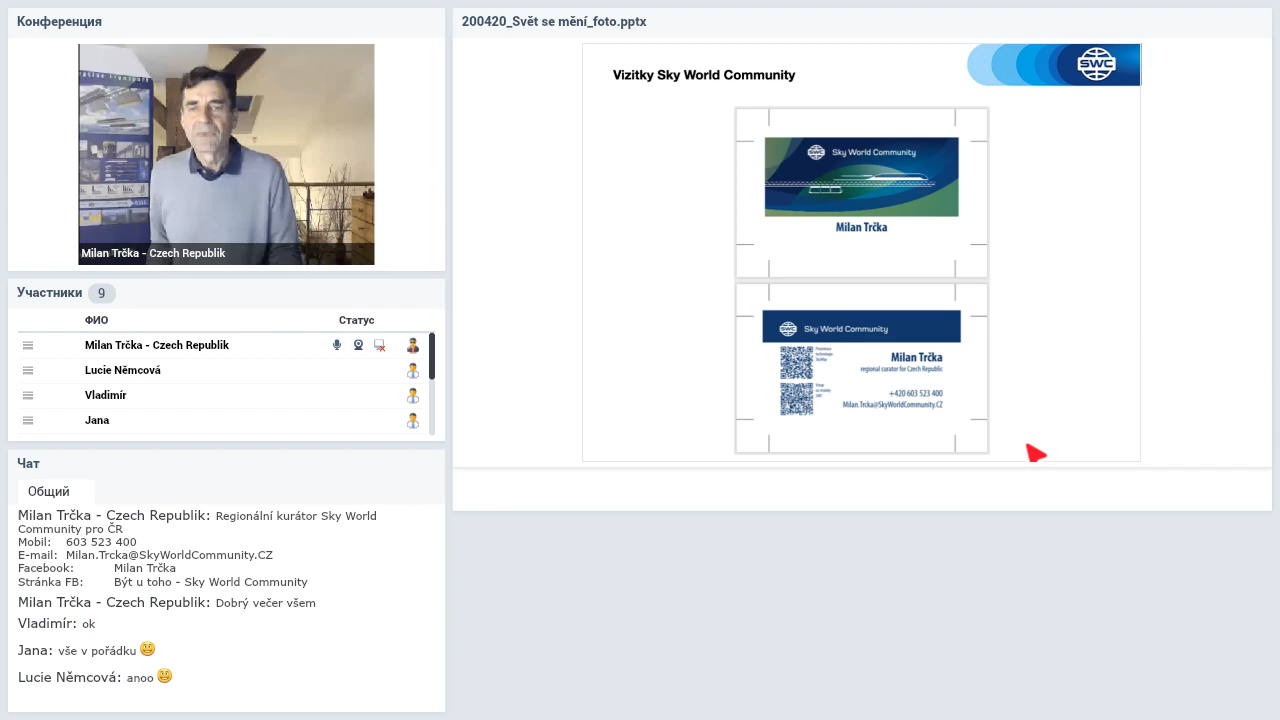 Конференция
Milan Trčka - Czech Republik
Участники 9
ФИО Статус
Milan Trčka - Czech Republik
Lucie Němcová
Vladimír
Jana
Чат
Общий
Milan Trčka - Czech Republik: Regionální kurátor Sky World
Community pro ČR
Mobil: 603 523 400
E-mail: Milan.Trcka@SkyWorldCommunity.CZ
Facebook: Milan Trčka
Stránka FB: Být u toho - Sky World Community
Milan Trčka - Czech Republik: Dobrý večer všem
Vladimír: ok
Jana: vše v pořádku
Lucie Němcová: anoo
200420_Svět se mění_foto.pptx
Vizitky Sky World Community
SWC
SWC Sky World Community
Milan Trčka
Sky World Community
Milan Trčka
regional curator for Czech Republic
+420 603 523 400
Milan.Trcka@SkyWorldCommunity.CZ